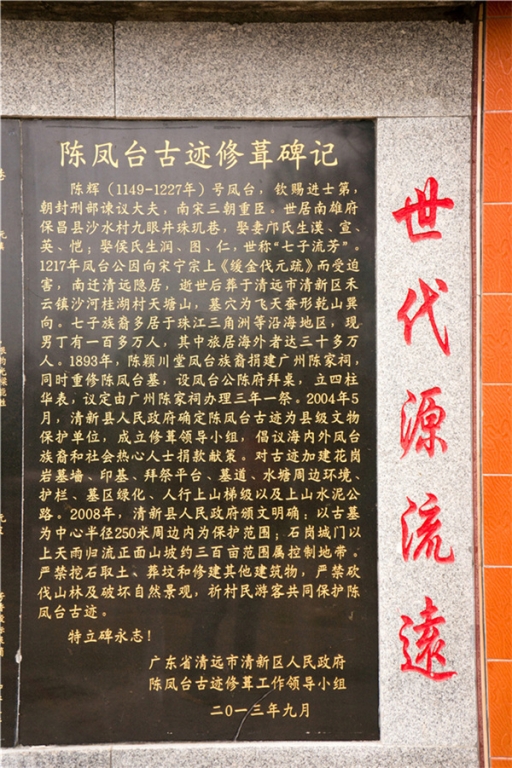 陈凤台古迹修葺碑记
陈辉（1149-1227年）号凤台，钦赐进士第，
朝封刑部谏议大夫，南宋三朝重臣。世居南雄府
保昌县沙水村九眼井珠玑巷，娶妻邝氏生漢、宣、
英、恺；娶侯氏生润、图、仁，世称“七子流芳”。
1217年凤台公因向宋宁宗上《缓金伐元疏》而受迫
害，南迁清远隐居，逝世后葬于清远市清新区禾
云镇沙河桂湖村天塘山，墓穴为飞天蚕形乾山巽
向。七子族裔多居于珠江三角洲等沿海地区，现
男丁有一百多万人，其中旅居海外者达三十多万
人。1893年，陈颍川堂凤台族裔捐建广州陈家祠，
同时重修陈凤台墓，设凤台公陈府拜桌，立四柱
华表，议定由广州陈家祠办理三年一祭。2004年5
月，清新县人民政府确定陈凤台古迹为县级文物
保护单位，成立修葺领导小组，倡议海内外凤台
族裔和社会热心人士捐款献策。对古迹加建花岗
岩墓墙、印基、拜祭平台、墓道、水塘周边环境、
护栏、墓区绿化、人行上山梯级以及上山水泥公
路。2008年，清新县人民政府颁文明确：以古墓
为中心半径250米周边内为保护范围；石岗城门以
上天雨归流正面山坡约三百亩范围属控制地带。
严禁挖石取土、葬坟和修建其他建筑物，严禁砍
伐山林及破坏自然景观，祈村民游客共同保护陈
凤台古迹。
特立碑永志！
广东省清远市清新区人民政府
陈凤台古迹修葺工作领导小组
二〇一三年九月
世代源流遠